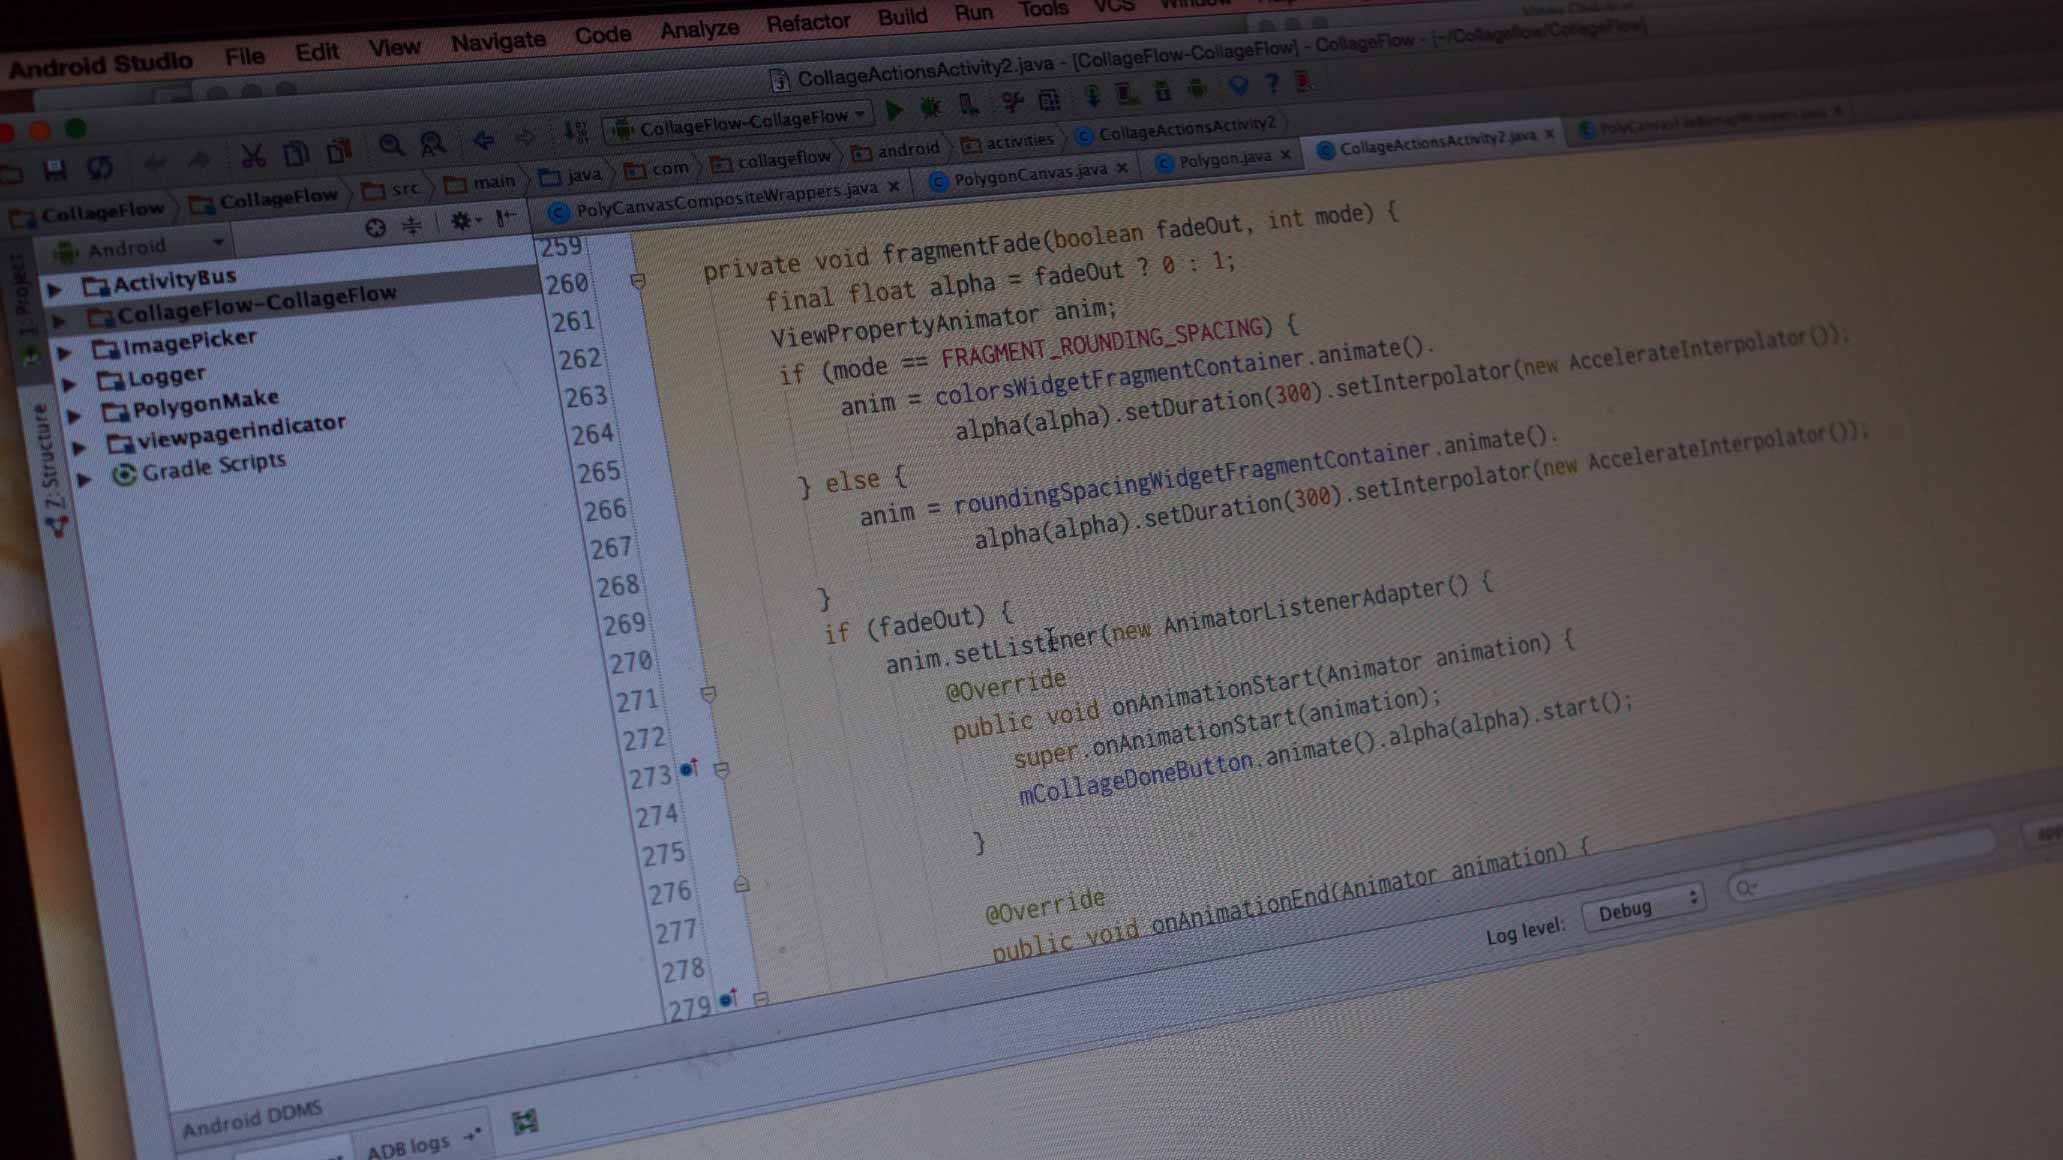 Android Studio File Edit View Navigate Code Analyze Refactor Build Run Tools VCS Window
CollageActionsActivity2.java - [CollageFlow-CollageFlow] - CollageFlow - [~/Collageflow/CollageFlow]
CollageFlow-CollageFlow
CollageFlow CollageFlow src main java com collageflow android activities CollageActionsActivity2
PolyCanvasCompositeWrappers.java PolygonCanvas.java Polygon.java CollageActionsActivity2.java
Android
1: Project
ActivityBus
CollageFlow-CollageFlow
ImagePicker
Logger
PolygonMake
viewpagerindicator
Gradle Scripts
7: Structure
259
260
261
262
263
264
265
266
267
268
269
270
271
272
273
274
275
276
277
278
279
private void fragmentFade(boolean fadeOut, int mode) {
final float alpha = fadeOut ? 0 : 1;
ViewPropertyAnimator anim;
if (mode == FRAGMENT_ROUNDING_SPACING) {
anim = colorsWidgetFragmentContainer.animate().
alpha(alpha).setDuration(300).setInterpolator(new AccelerateInterpolator());
} else {
anim = roundingSpacingWidgetFragmentContainer.animate().
alpha(alpha).setDuration(300).setInterpolator(new AccelerateInterpolator());
}
if (fadeOut) {
anim.setListener(new AnimatorListenerAdapter() {
@Override
public void onAnimationStart(Animator animation) {
super.onAnimationStart(animation);
mCollageDoneButton.animate().alpha(alpha).start();
}
@Override
public void onAnimationEnd(Animator animation) {
Log level: Debug
Android DDMS
ADB logs